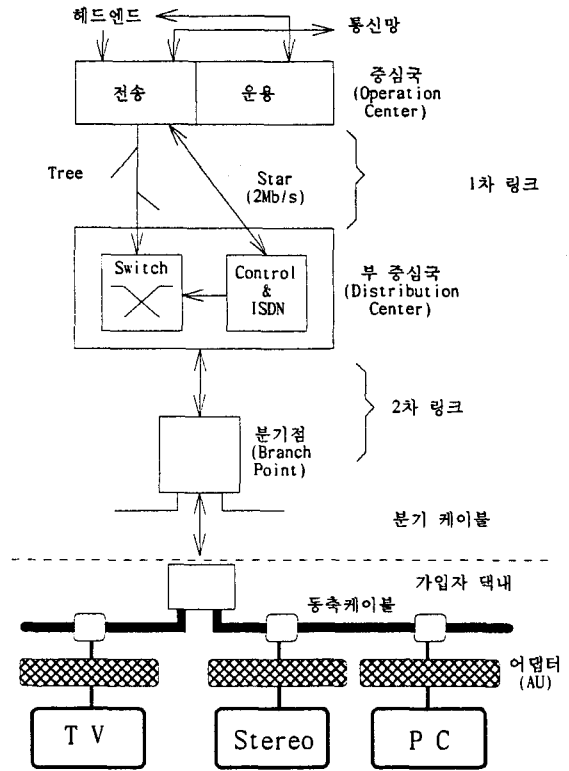 헤드엔드
통신망
전송
운용
중심국
(Operation
Center)
Tree
Star
(2Mb/s)
1차 링크
Switch
Control
&
ISDN
부 중심국
(Distribution
Center)
분기점
(Branch
Point)
2차 링크
분기 케이블
가입자 댁내
동축케이블
어댑터
(AU)
T V
Stereo
P C